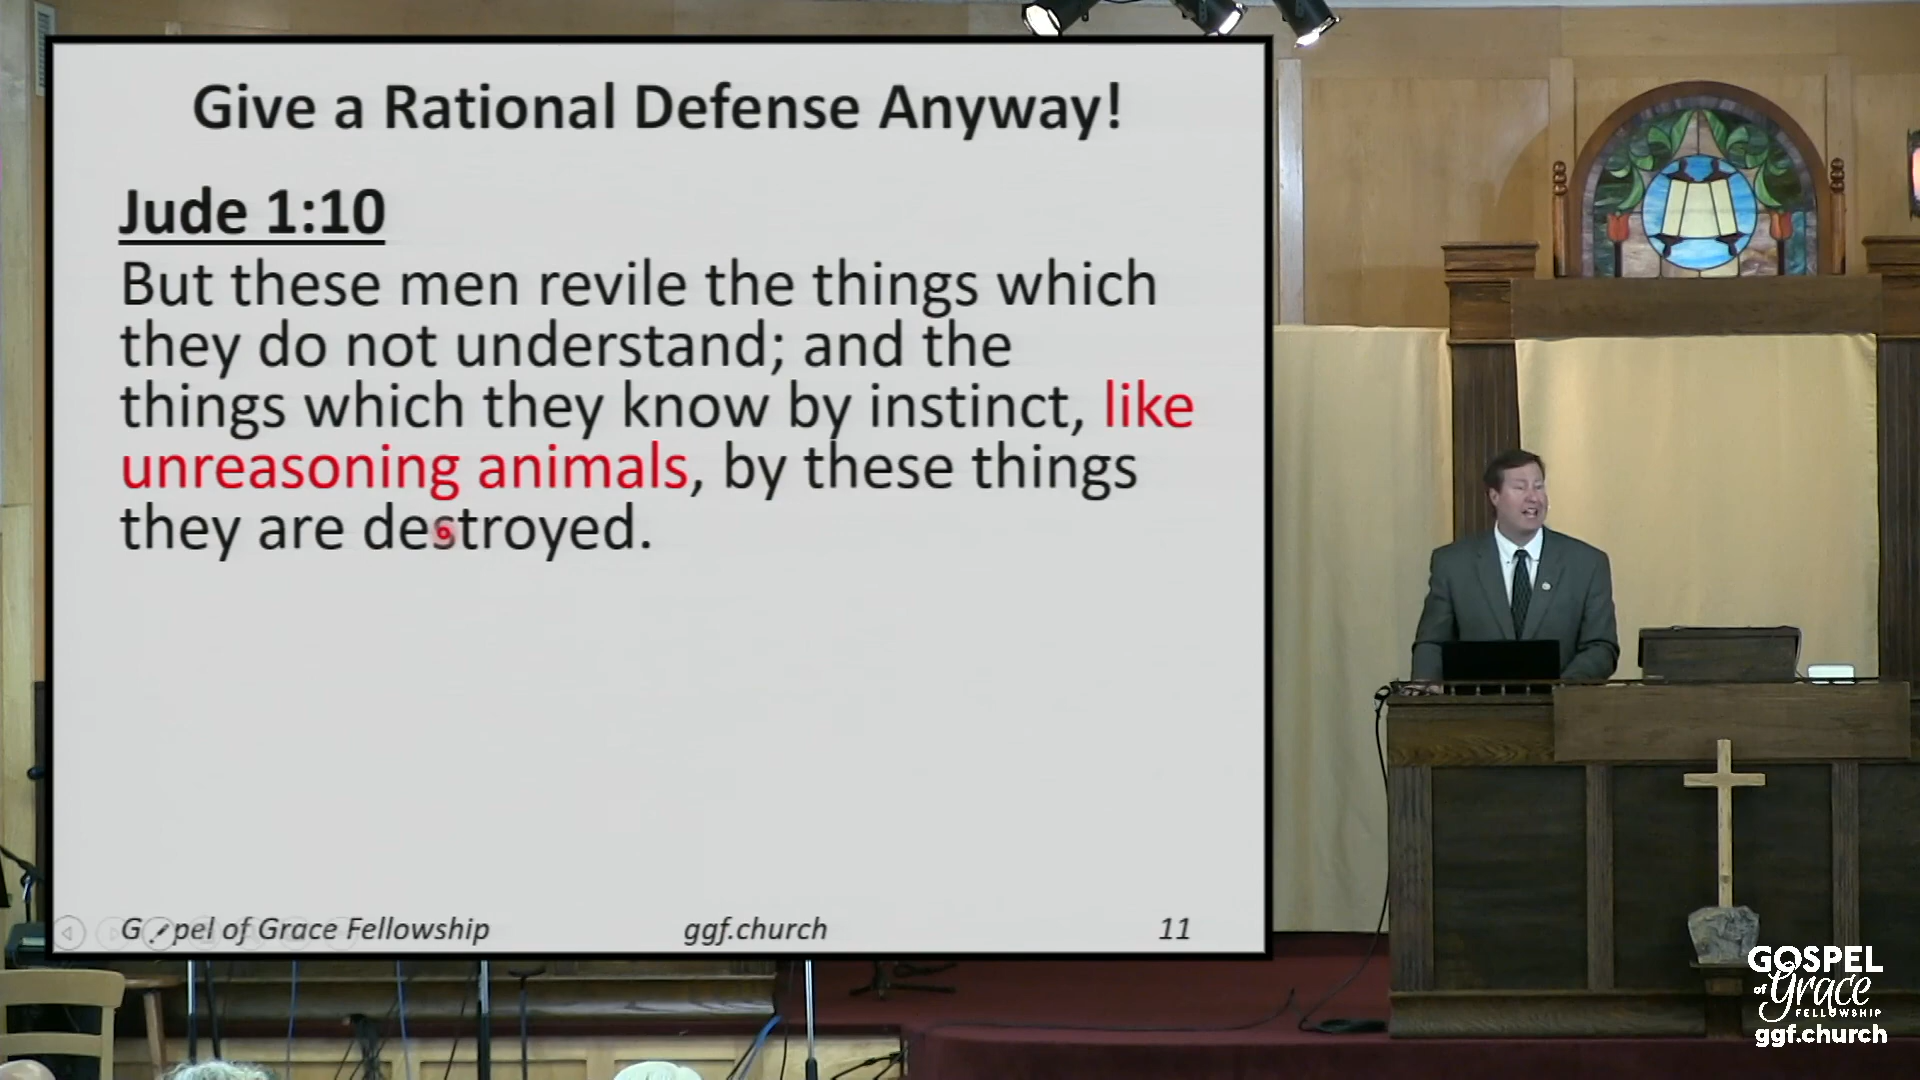 Give a Rational Defense Anyway!
Jude 1:10
But these men revile the things which
they do not understand; and the
things which they know by instinct, like
unreasoning animals, by these things
they are destroyed.
Gospel of Grace Fellowship
ggf.church
11
GOSPEL
of Grace
FELLOWSHIP
ggf.church